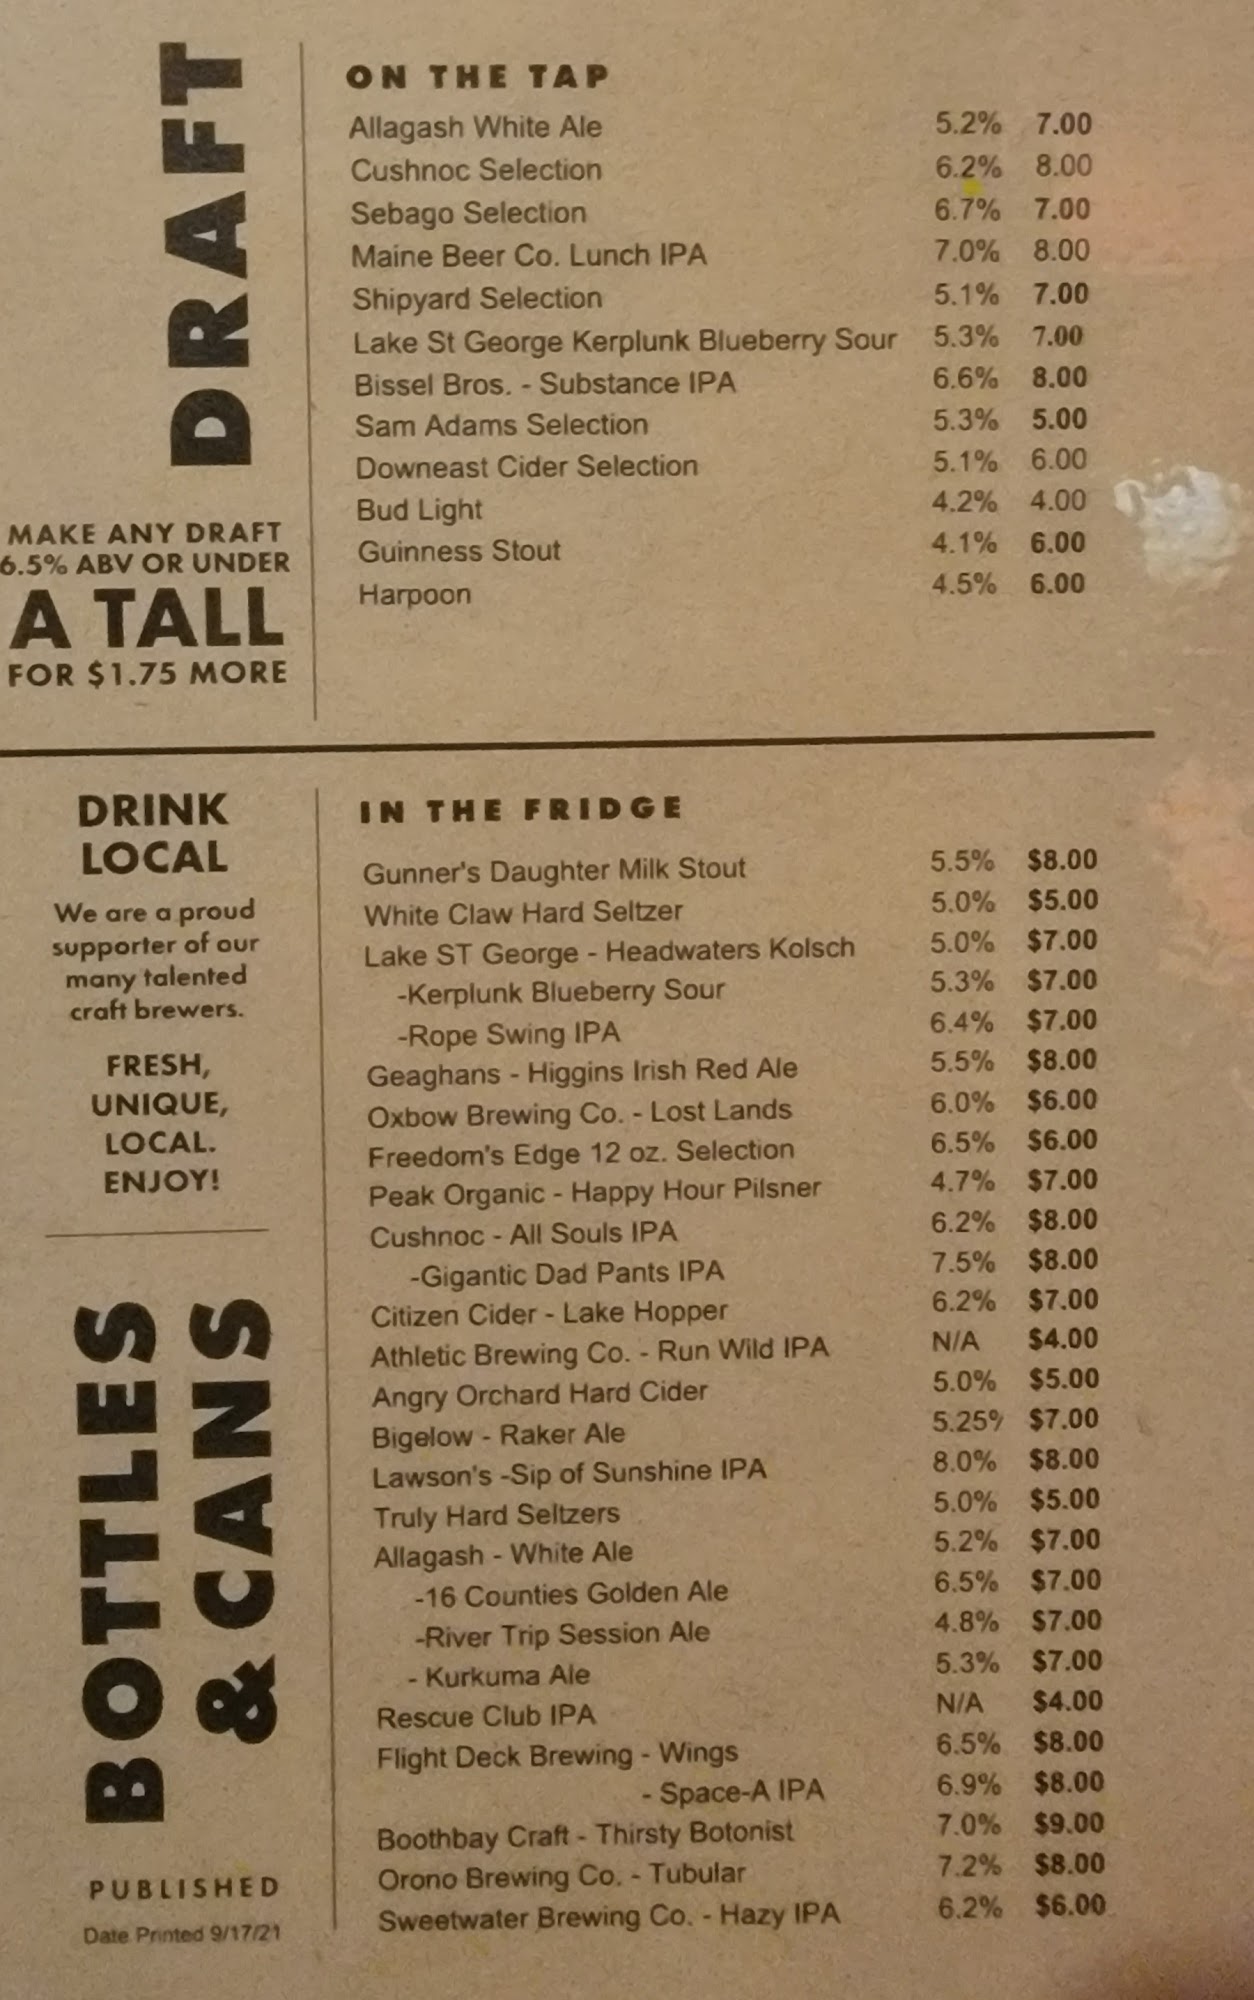 DRAFT
MAKE ANY DRAFT
6.5% ABV OR UNDER
A TALL
FOR $1.75 MORE
ON THE TAP
Allagash White Ale 5.2% 7.00
Cushnoc Selection 6.2% 8.00
Sebago Selection 6.7% 7.00
Maine Beer Co. Lunch IPA 7.0% 8.00
Shipyard Selection 5.1% 7.00
Lake St George Kerplunk Blueberry Sour 5.3% 7.00
Bissel Bros. - Substance IPA 6.6% 8.00
Sam Adams Selection 5.3% 5.00
Downeast Cider Selection 5.1% 6.00
Bud Light 4.2% 4.00
Guinness Stout 4.1% 6.00
Harpoon 4.5% 6.00
DRINK
LOCAL
We are a proud
supporter of our
many talented
craft brewers.
FRESH,
UNIQUE,
LOCAL.
ENJOY!
BOTTLES
& CANS
PUBLISHED
Date Printed 9/17/21
IN THE FRIDGE
Gunner's Daughter Milk Stout 5.5% $8.00
White Claw Hard Seltzer 5.0% $5.00
Lake ST George - Headwaters Kolsch 5.0% $7.00
-Kerplunk Blueberry Sour 5.3% $7.00
-Rope Swing IPA 6.4% $7.00
Geaghans - Higgins Irish Red Ale 5.5% $8.00
Oxbow Brewing Co. - Lost Lands 6.0% $6.00
Freedom's Edge 12 oz. Selection 6.5% $6.00
Peak Organic - Happy Hour Pilsner 4.7% $7.00
Cushnoc - All Souls IPA 6.2% $8.00
-Gigantic Dad Pants IPA 7.5% $8.00
Citizen Cider - Lake Hopper 6.2% $7.00
Athletic Brewing Co. - Run Wild IPA N/A $4.00
Angry Orchard Hard Cider 5.0% $5.00
Bigelow - Raker Ale 5.25% $7.00
Lawson's -Sip of Sunshine IPA 8.0% $8.00
Truly Hard Seltzers 5.0% $5.00
Allagash - White Ale 5.2% $7.00
-16 Counties Golden Ale 6.5% $7.00
-River Trip Session Ale 4.8% $7.00
- Kurkuma Ale 5.3% $7.00
Rescue Club IPA N/A $4.00
Flight Deck Brewing - Wings 6.5% $8.00
- Space-A IPA 6.9% $8.00
Boothbay Craft - Thirsty Botonist 7.0% $9.00
Orono Brewing Co. - Tubular 7.2% $8.00
Sweetwater Brewing Co. - Hazy IPA 6.2% $6.00